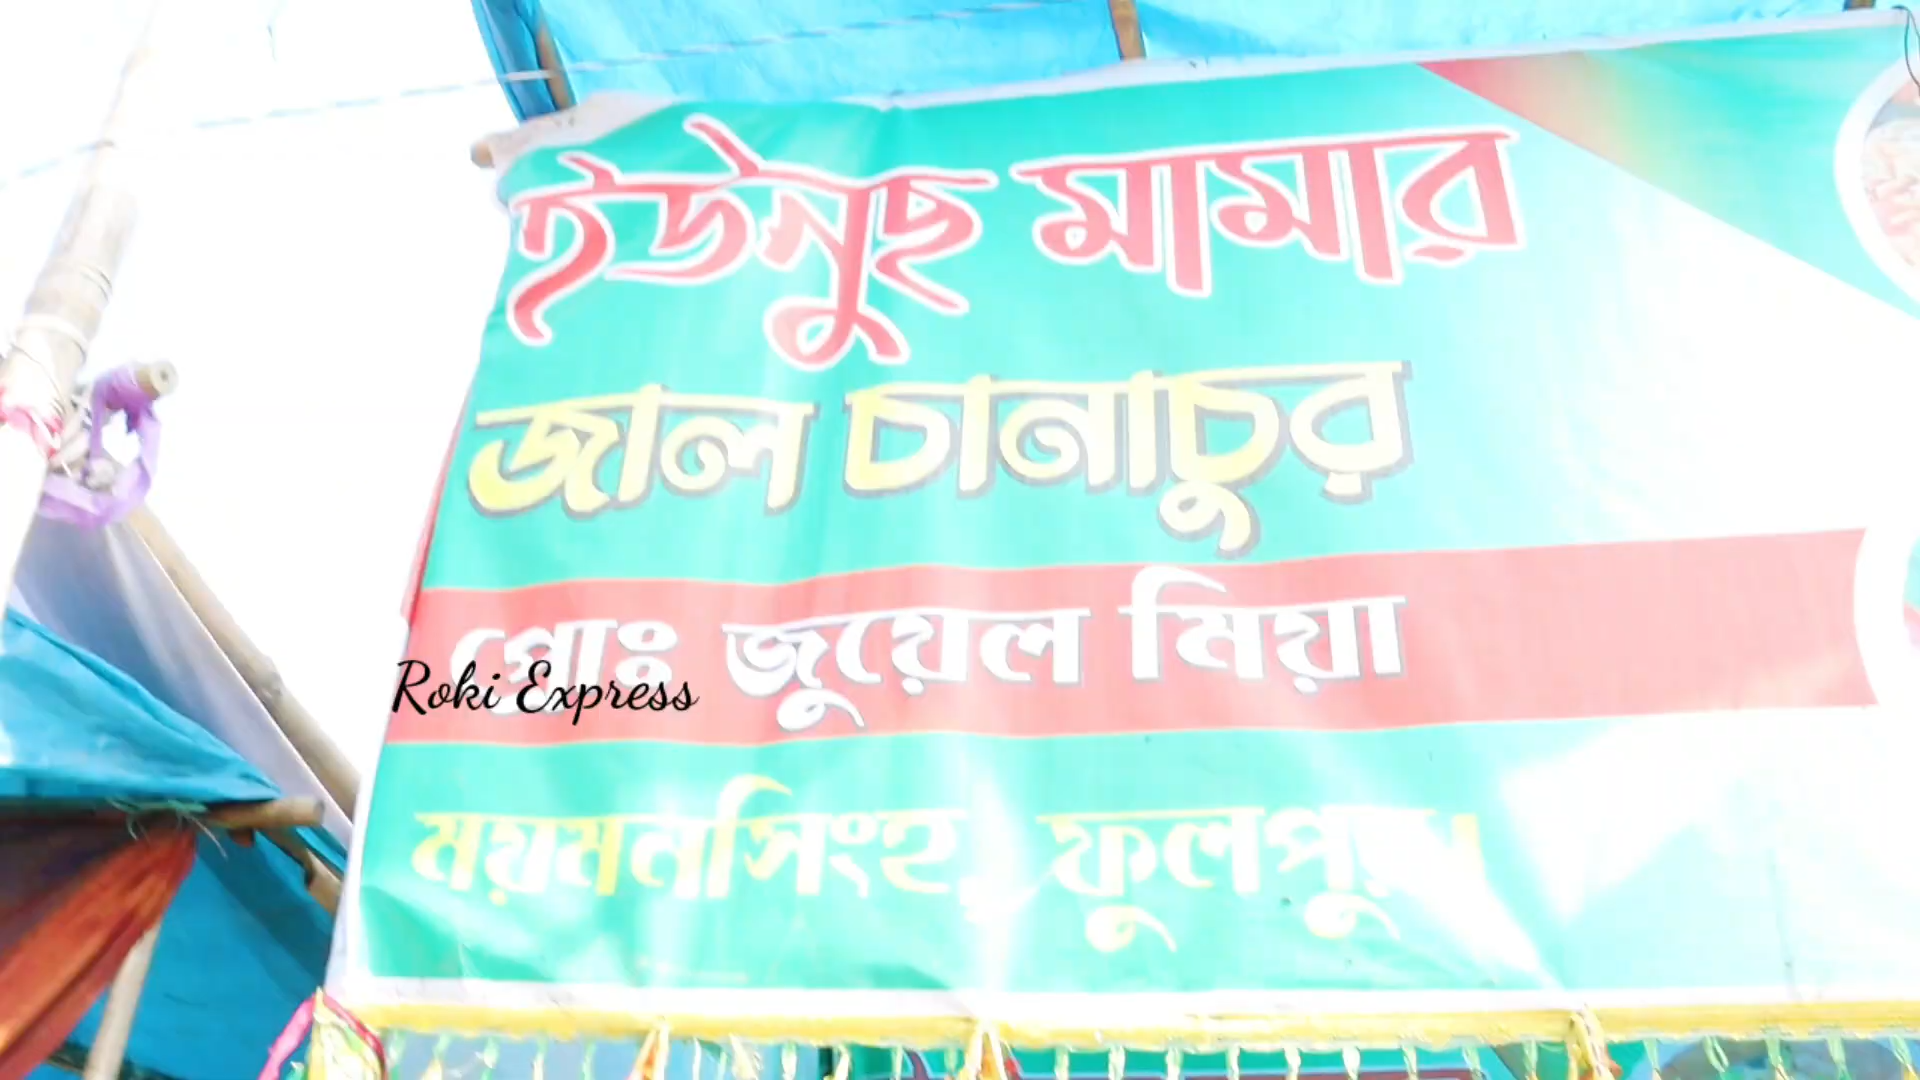 ইউনুছ মামার
জাল চানাচুর
প্রোঃ জুয়েল মিয়া
Roki Express
ময়মনসিংহ, ফুলপুর।